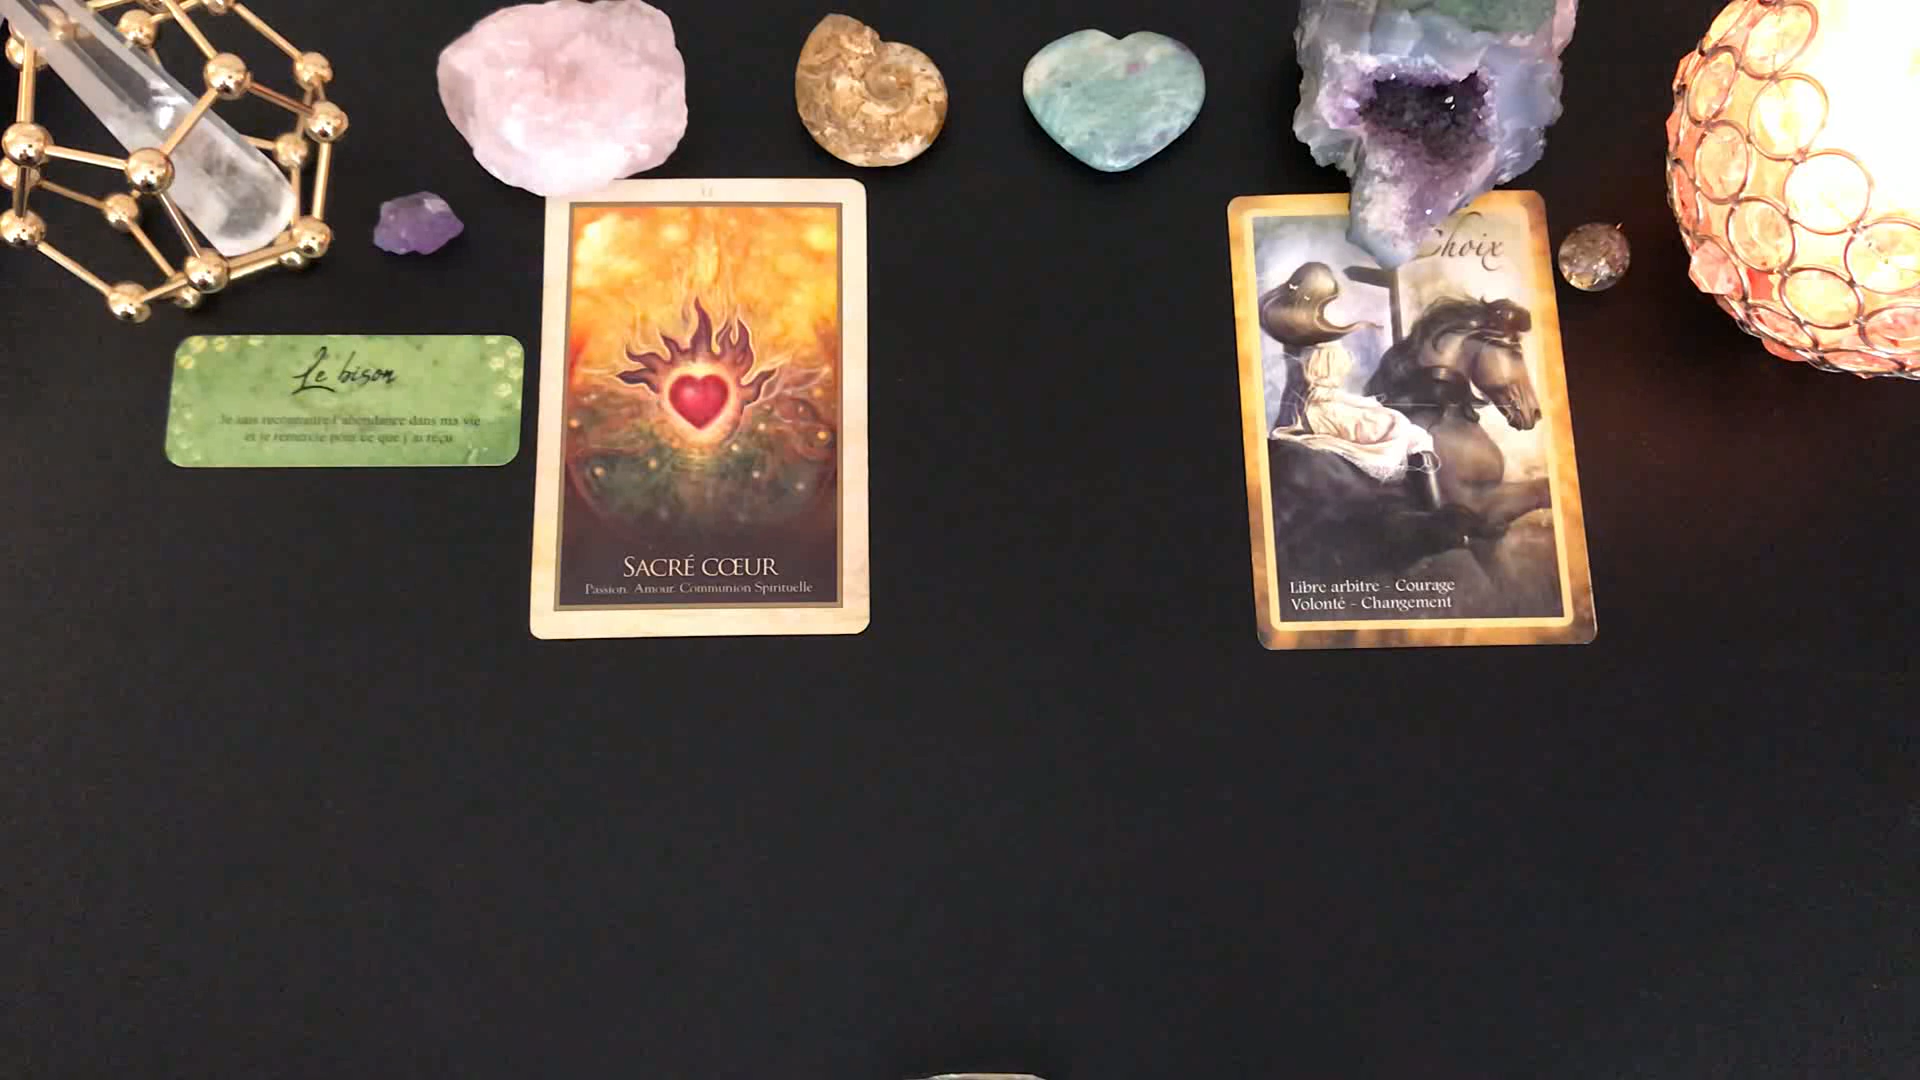 Le bison
Je sais reconnaître l'abondance dans ma vie
et je remercie pour ce que j'ai reçu
SACRÉ CŒUR
Passion. Amour. Communion Spirituelle
Choix
Libre arbitre - Courage
Volonté - Changement